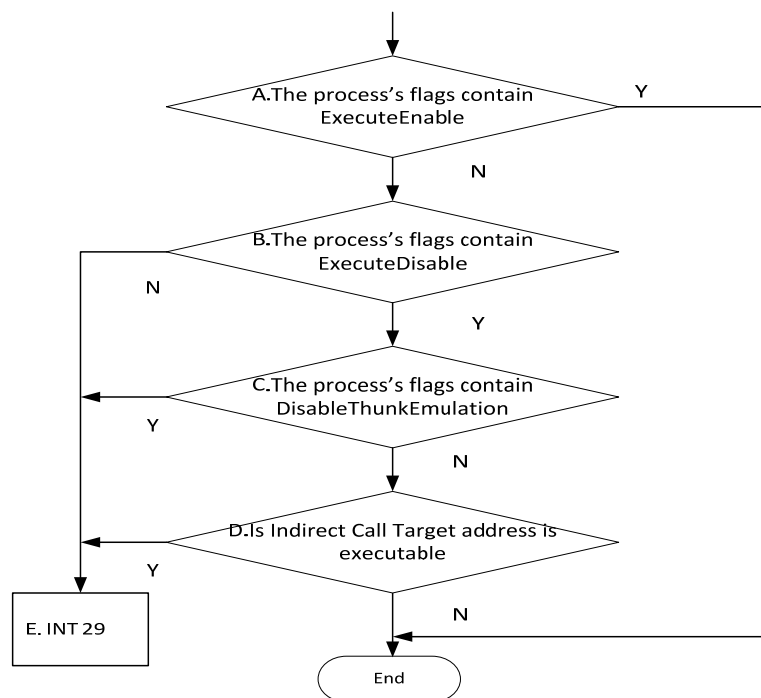 A.The process's flags contain
ExecuteEnable
Y
N
B.The process's flags contain
ExecuteDisable
N
Y
C.The process's flags contain
DisableThunkEmulation
Y
N
D.Is Indirect Call Target address is
executable
Y
N
E. INT 29
End